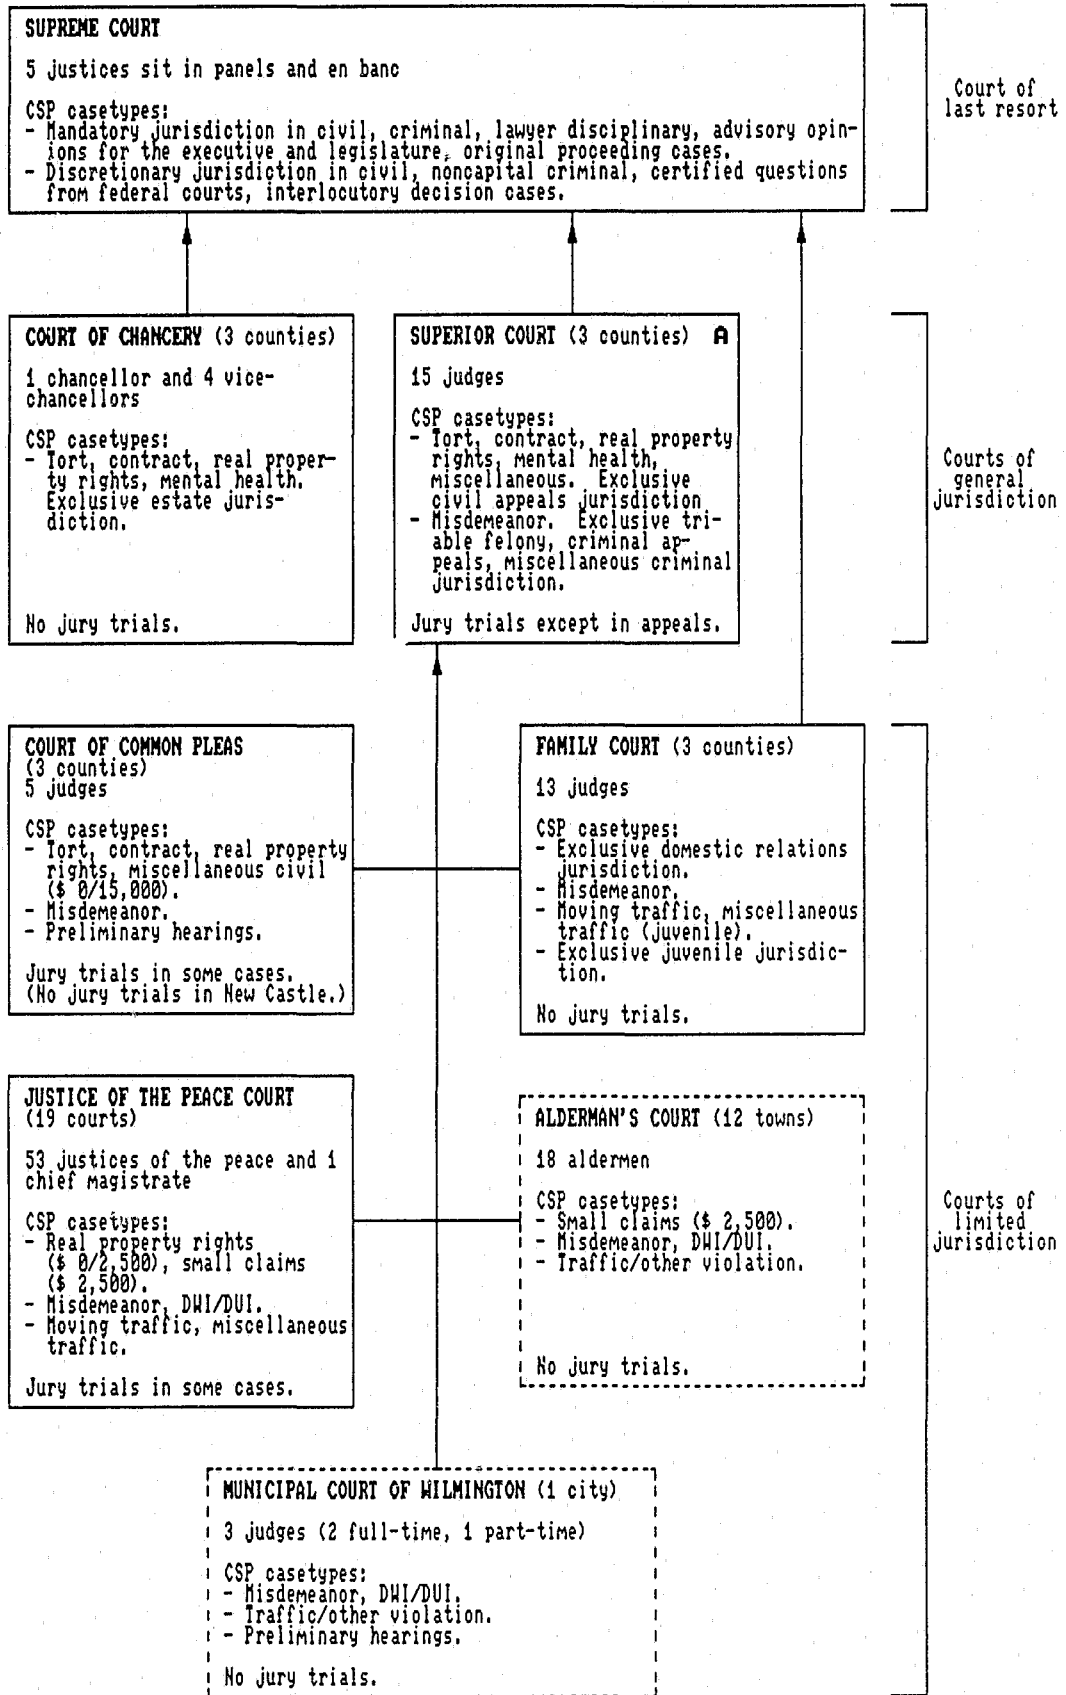 SUPREME COURT
5 justices sit in panels and en banc
CSP casetypes:
- Mandatory jurisdiction in civil, criminal, lawyer disciplinary, advisory opin-
ions for the executive and legislature, original proceeding cases.
- Discretionary jurisdiction in civil, noncapital criminal, certified questions
from federal courts, interlocutory decision cases.
Court of
last resort
COURT OF CHANCERY (3 counties)
1 chancellor and 4 vice-
chancellors
CSP casetypes:
- Tort, contract, real proper-
ty rights, mental health.
Exclusive estate juris-
diction.
No jury trials.
SUPERIOR COURT (3 counties) A
15 judges
CSP casetypes:
- Tort, contract, real property
rights, mental health,
miscellaneous. Exclusive
civil appeals jurisdiction
- Misdemeanor. Exclusive tri-
able felony, criminal ap-
peals, miscellaneous criminal
jurisdiction.
Jury trials except in appeals.
Courts of
general
jurisdiction
COURT OF COMMON PLEAS
(3 counties)
5 judges
CSP casetypes:
- Tort, contract, real property
rights, miscellaneous civil
($ 0/15,000).
- Misdemeanor.
- Preliminary hearings.
Jury trials in some cases.
(No jury trials in New Castle.)
FAMILY COURT (3 counties)
13 judges
CSP casetypes:
- Exclusive domestic relations
jurisdiction.
- Misdemeanor.
- Moving traffic, miscellaneous
traffic (juvenile).
- Exclusive juvenile jurisdic-
tion.
No jury trials.
JUSTICE OF THE PEACE COURT
(19 courts)
53 justices of the peace and 1
chief magistrate
CSP casetypes:
- Real property rights
($ 0/2,500), small claims
($ 2,500).
- Misdemeanor, DWI/DUI.
- Moving traffic, miscellaneous
traffic.
Jury trials in some cases.
ALDERMAN'S COURT (12 towns)
18 aldermen
CSP casetypes:
- Small claims ($ 2,500).
- Misdemeanor, DWI/DUI.
- Traffic/other violation.
No jury trials.
Courts of
limited
jurisdiction
MUNICIPAL COURT OF WILMINGTON (1 city)
3 judges (2 full-time, 1 part-time)
CSP casetypes:
- Misdemeanor, DWI/DUI.
- Traffic/other violation.
- Preliminary hearings.
No jury trials.